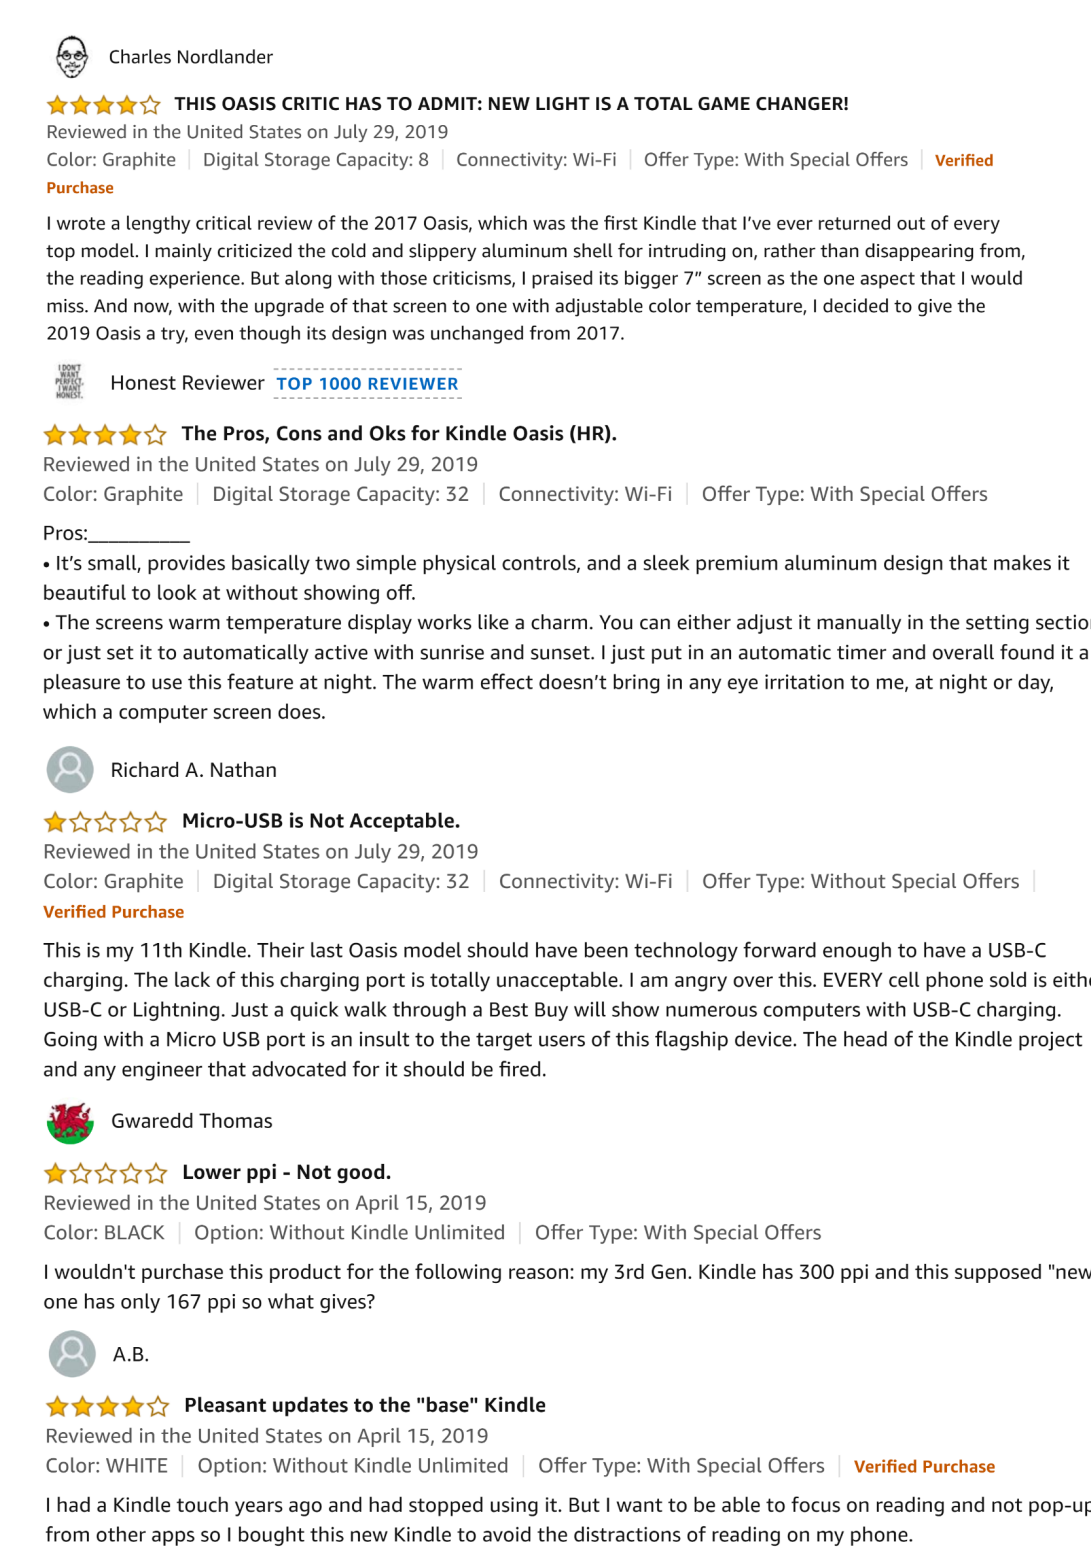 Charles Nordlander
THIS OASIS CRITIC HAS TO ADMIT: NEW LIGHT IS A TOTAL GAME CHANGER!
Reviewed in the United States on July 29, 2019
Color: Graphite | Digital Storage Capacity: 8 | Connectivity: Wi-Fi | Offer Type: With Special Offers | Verified
Purchase
I wrote a lengthy critical review of the 2017 Oasis, which was the first Kindle that I’ve ever returned out of every
top model. I mainly criticized the cold and slippery aluminum shell for intruding on, rather than disappearing from,
the reading experience. But along with those criticisms, I praised its bigger 7” screen as the one aspect that I would
miss. And now, with the upgrade of that screen to one with adjustable color temperature, I decided to give the
2019 Oasis a try, even though its design was unchanged from 2017.
I DON'T
WANT
PERFECT.
I WANT
HONEST.
Honest Reviewer TOP 1000 REVIEWER
The Pros, Cons and Oks for Kindle Oasis (HR).
Reviewed in the United States on July 29, 2019
Color: Graphite | Digital Storage Capacity: 32 | Connectivity: Wi-Fi | Offer Type: With Special Offers
Pros:__________
• It’s small, provides basically two simple physical controls, and a sleek premium aluminum design that makes it
beautiful to look at without showing off.
• The screens warm temperature display works like a charm. You can either adjust it manually in the setting sectio
or just set it to automatically active with sunrise and sunset. I just put in an automatic timer and overall found it a
pleasure to use this feature at night. The warm effect doesn’t bring in any eye irritation to me, at night or day,
which a computer screen does.
Richard A. Nathan
Micro-USB is Not Acceptable.
Reviewed in the United States on July 29, 2019
Color: Graphite | Digital Storage Capacity: 32 | Connectivity: Wi-Fi | Offer Type: Without Special Offers |
Verified Purchase
This is my 11th Kindle. Their last Oasis model should have been technology forward enough to have a USB-C
charging. The lack of this charging port is totally unacceptable. I am angry over this. EVERY cell phone sold is eith
USB-C or Lightning. Just a quick walk through a Best Buy will show numerous computers with USB-C charging.
Going with a Micro USB port is an insult to the target users of this flagship device. The head of the Kindle project
and any engineer that advocated for it should be fired.
Gwaredd Thomas
Lower ppi - Not good.
Reviewed in the United States on April 15, 2019
Color: BLACK | Option: Without Kindle Unlimited | Offer Type: With Special Offers
I wouldn't purchase this product for the following reason: my 3rd Gen. Kindle has 300 ppi and this supposed "new
one has only 167 ppi so what gives?
A.B.
Pleasant updates to the "base" Kindle
Reviewed in the United States on April 15, 2019
Color: WHITE | Option: Without Kindle Unlimited | Offer Type: With Special Offers | Verified Purchase
I had a Kindle touch years ago and had stopped using it. But I want to be able to focus on reading and not pop-up
from other apps so I bought this new Kindle to avoid the distractions of reading on my phone.